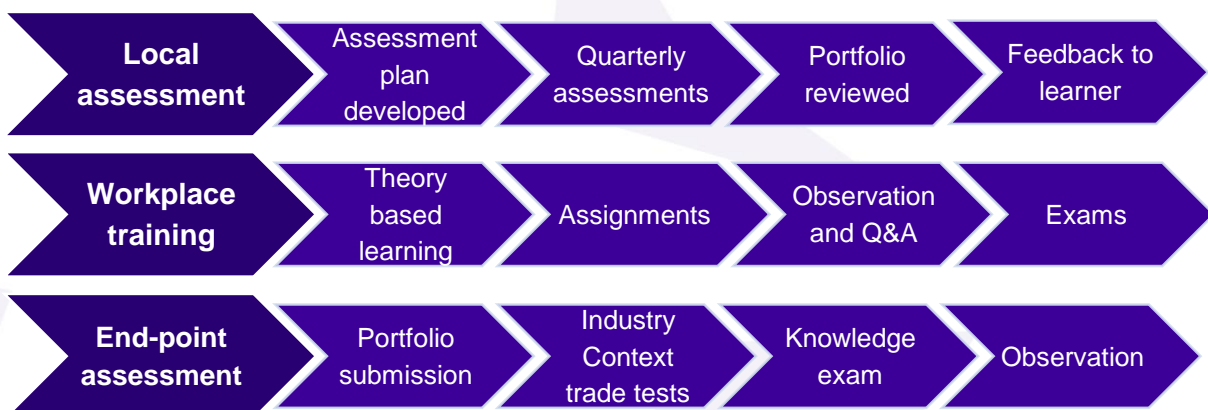 Local
assessment
Assessment
plan
developed
Quarterly
assessments
Portfolio
reviewed
Feedback to
learner
Workplace
training
Theory
based
learning
Assignments
Observation
and Q&A
Exams
End-point
assessment
Portfolio
submission
Industry
Context
trade tests
Knowledge
exam
Observation